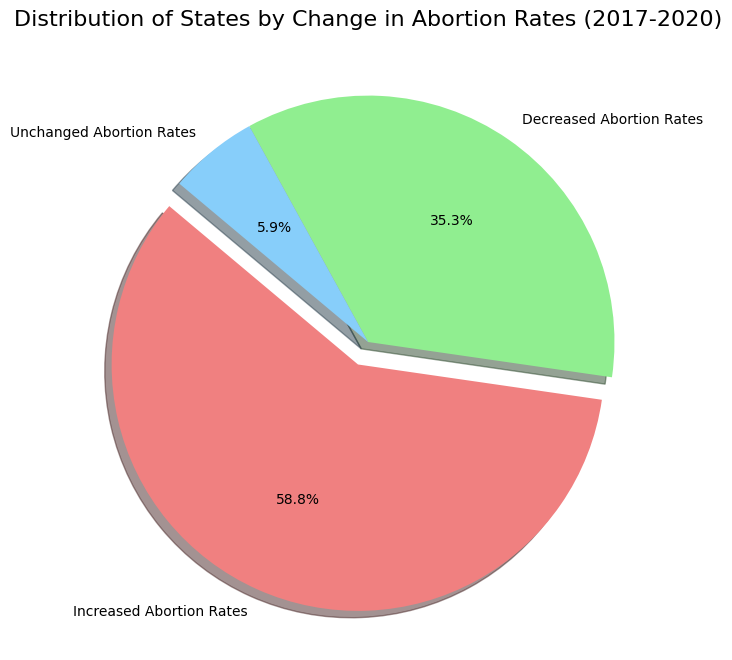 Distribution of States by Change in Abortion Rates (2017-2020)
Decreased Abortion Rates
Unchanged Abortion Rates
35.3%
5.9%
58.8%
Increased Abortion Rates